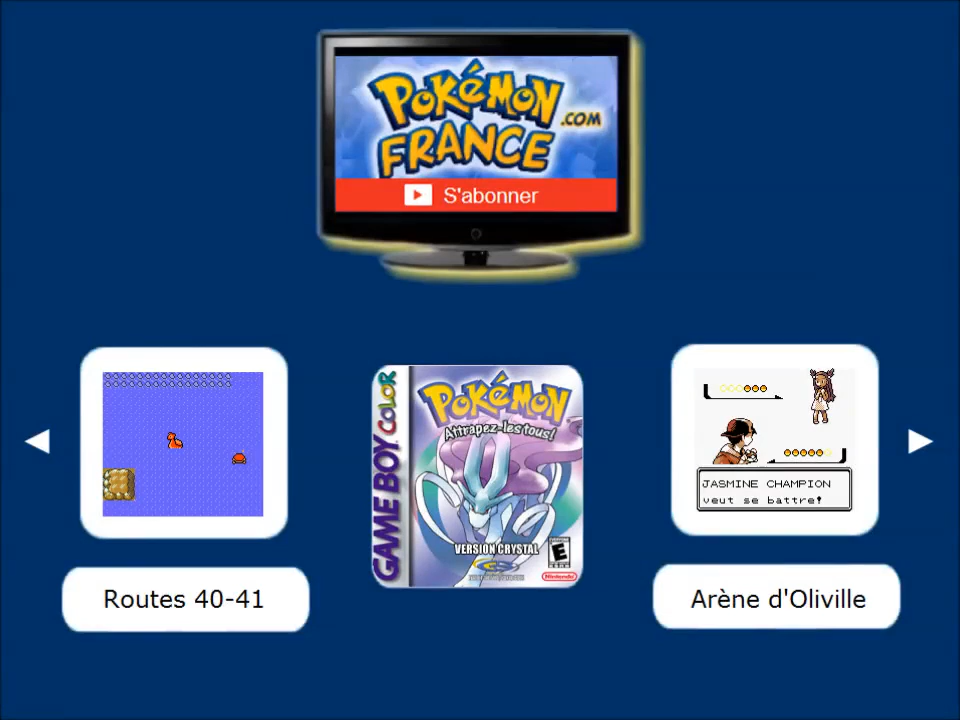 POKéMON
.COM
FRANCE
S'abonner
GAME BOY COLOR
POKéMON
Attrapez-les tous!
VERSION CRYSTAL
E
Nintendo
JASMINE CHAMPION
veut se battre!
Routes 40-41
Arène d'Oliville